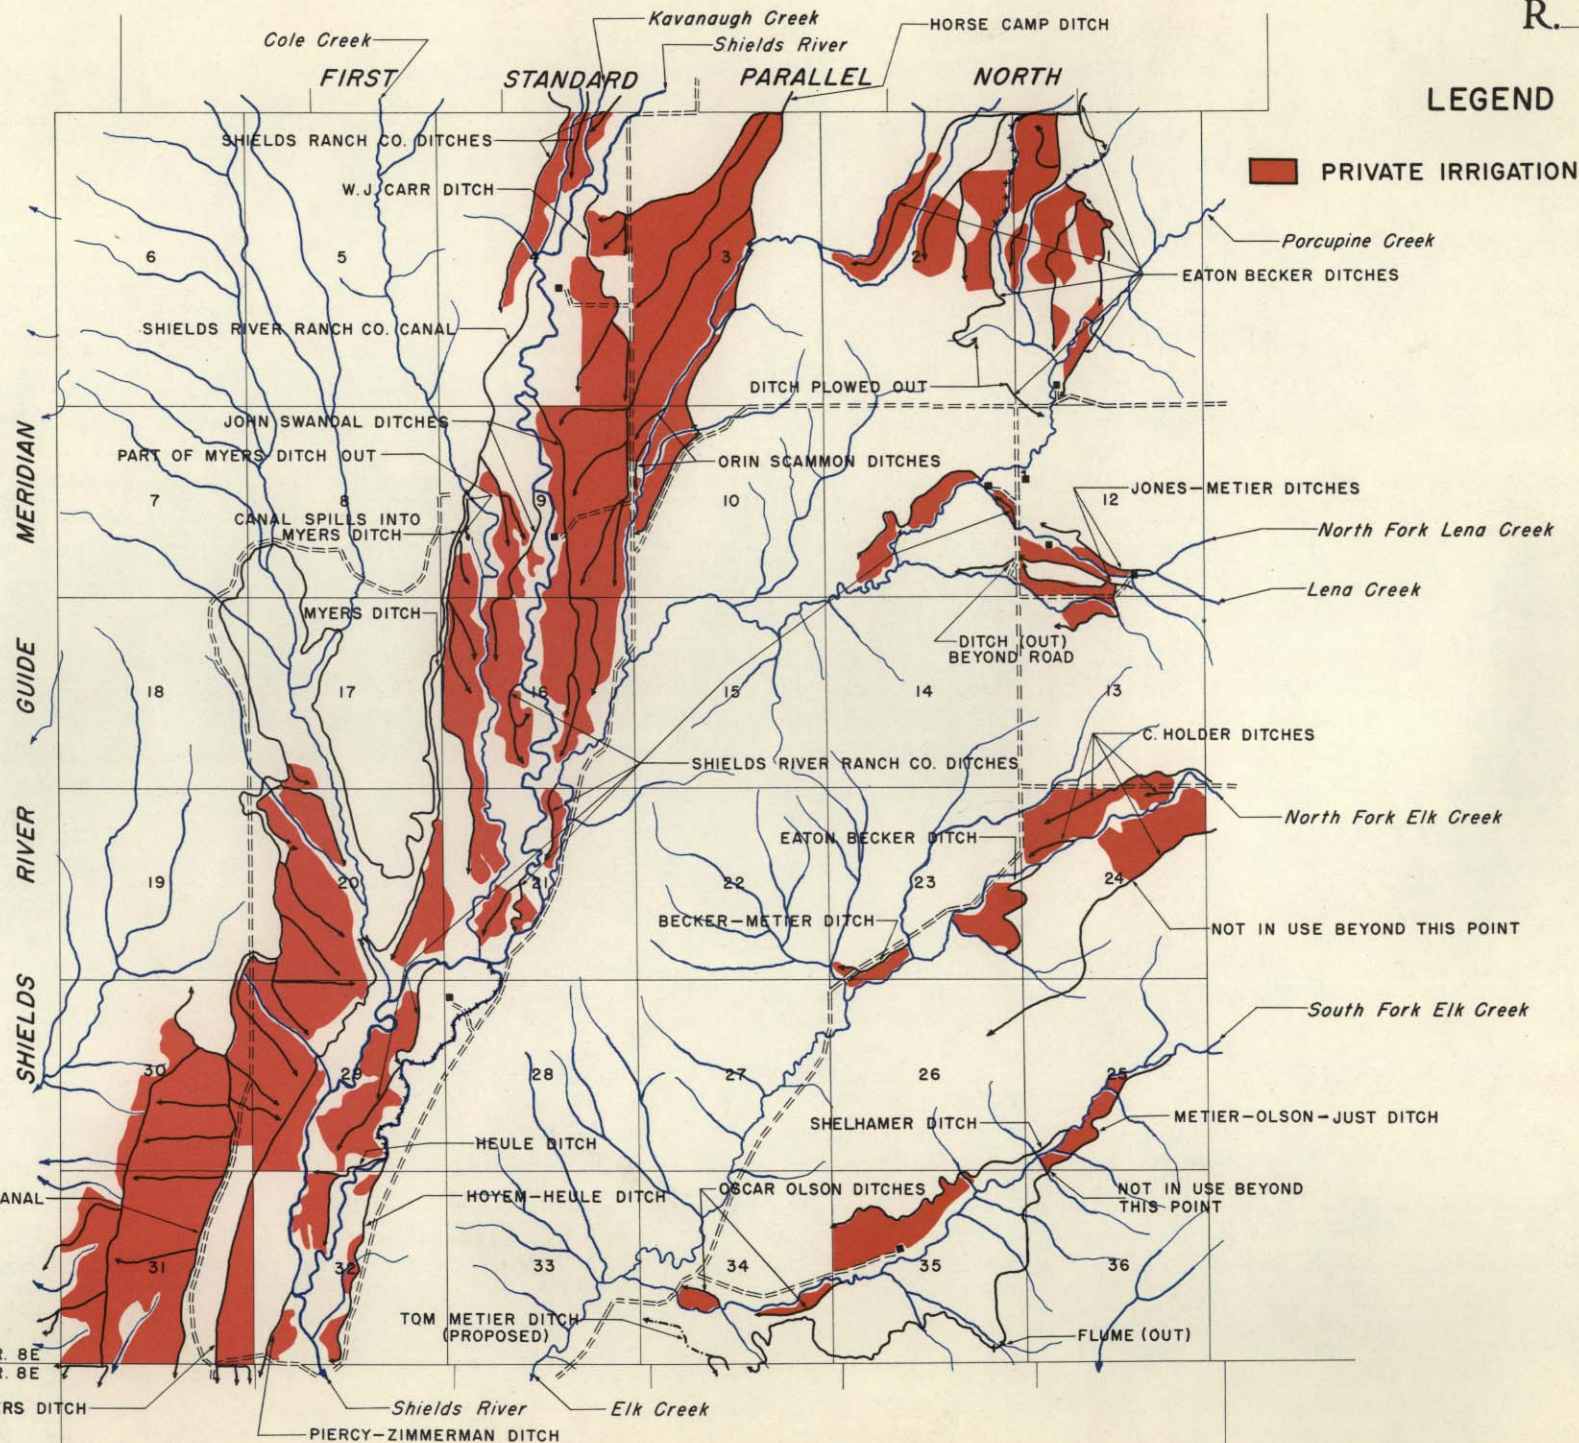 R.
Kavanaugh Creek
HORSE CAMP DITCH
Cole Creek
Shields River
FIRST STANDARD PARALLEL NORTH
LEGEND
SHIELDS RANCH CO. DITCHES
PRIVATE IRRIGATION
W. J. CARR DITCH
6 5 4 3 2 1
Porcupine Creek
EATON BECKER DITCHES
SHIELDS RIVER RANCH CO. CANAL
DITCH PLOWED OUT
JOHN SWANDAL DITCHES
PART OF MYERS DITCH OUT
ORIN SCAMMON DITCHES
7 8 9 10 12
JONES-METIER DITCHES
CANAL SPILLS INTO
MYERS DITCH
North Fork Lena Creek
Lena Creek
MYERS DITCH
DITCH (OUT)
BEYOND ROAD
18 17 16 15 14 13
C. HOLDER DITCHES
SHIELDS RIVER RANCH CO. DITCHES
North Fork Elk Creek
EATON BECKER DITCH
19 20 21 22 23 24
BECKER-METIER DITCH
NOT IN USE BEYOND THIS POINT
South Fork Elk Creek
30 29 28 27 26 25
SHELHAMER DITCH
METIER-OLSON-JUST DITCH
HEULE DITCH
ANAL
HOYEM-HEULE DITCH
OSCAR OLSON DITCHES
NOT IN USE BEYOND
THIS POINT
31 32 33 34 35 36
TOM METIER DITCH
(PROPOSED)
FLUME (OUT)
R. 8E
R. 8E
ERS DITCH
Shields River
Elk Creek
PIERCY-ZIMMERMAN DITCH
SHIELDS RIVER GUIDE MERIDIAN